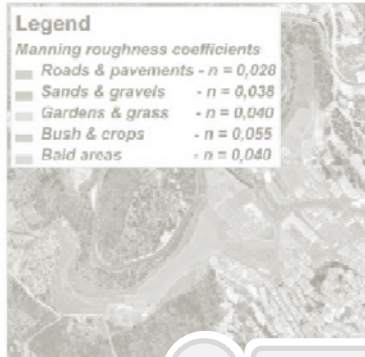 Legend
Manning roughness coefficients
Roads & pavements - n = 0,028
Sands & gravels - n = 0,038
Gardens & grass - n = 0,040
Bush & crops - n = 0,055
Bald areas - n = 0,040